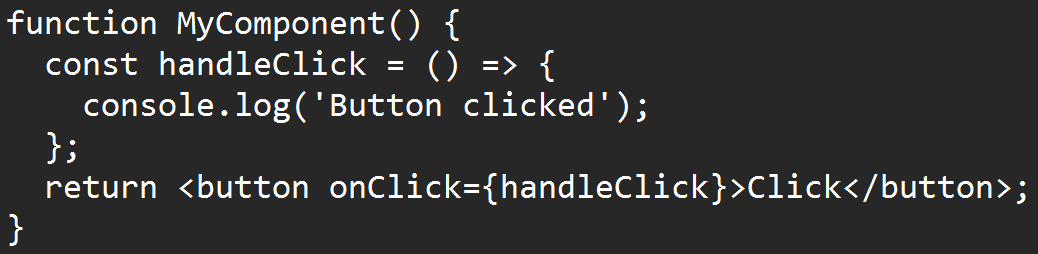 function MyComponent() {
  const handleClick = () => {
    console.log('Button clicked');
  };
  return <button onClick={handleClick}>Click</button>;
}